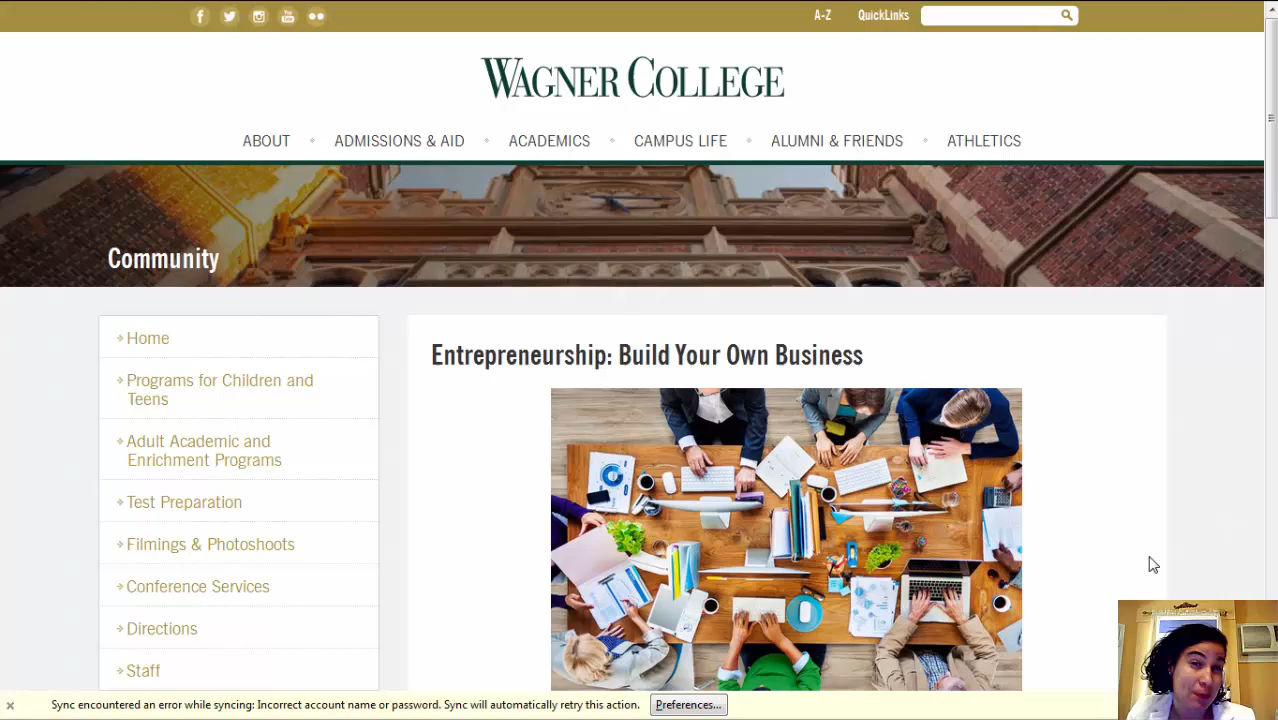 A-Z QuickLinks
WAGNER COLLEGE
ABOUT ADMISSIONS & AID ACADEMICS CAMPUS LIFE ALUMNI & FRIENDS ATHLETICS
Community
Home
Programs for Children and
Teens
Adult Academic and
Enrichment Programs
Test Preparation
Filmings & Photoshoots
Conference Services
Directions
Staff
Entrepreneurship: Build Your Own Business
Sync encountered an error while syncing: Incorrect account name or password. Sync will automatically retry this action. Preferences...